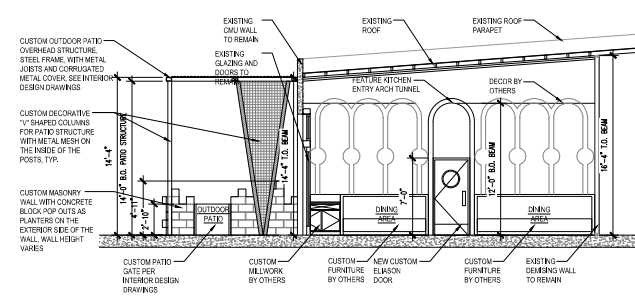 EXISTING
CMU WALL
TO REMAIN
EXISTING
ROOF
EXISTING ROOF
PARAPET
CUSTOM OUTDOOR PATIO
OVERHEAD STRUCTURE,
STEEL FRAME, WITH METAL
JOISTS AND CORRUGATED
METAL COVER, SEE INTERIOR
DESIGN DRAWINGS
EXISTING
GLAZING AND
DOORS TO
REMAIN
FEATURE KITCHEN
ENTRY ARCH TUNNEL
DECOR BY
OTHERS
CUSTOM DECORATIVE
"V" SHAPED COLUMNS
FOR PATIO STRUCTURE
WITH METAL MESH ON
THE INSIDE OF THE
POSTS, TYP.
14'-4"
14'-0" B.O. PATIO STRUCTURE
14'-4" T.O. BEAM
7'-0"
12'-0" B.O. BEAM
16'-4" T.O. BEAM
CUSTOM MASONRY
WALL WITH CONCRETE
BLOCK POP OUTS AS
PLANTERS ON THE
EXTERIOR SIDE OF THE
WALL, WALL HEIGHT
VARIES
4'-11"
2'-10"
OUTDOOR
PATIO
DINING
AREA
DINING
AREA
CUSTOM PATIO
GATE PER
INTERIOR DESIGN
DRAWINGS
CUSTOM
MILLWORK
BY OTHERS
CUSTOM
FURNITURE
BY OTHERS
NEW CUSTOM
ELIASON
DOOR
CUSTOM
FURNITURE
BY OTHERS
EXISTING
DEMISING WALL
TO REMAIN